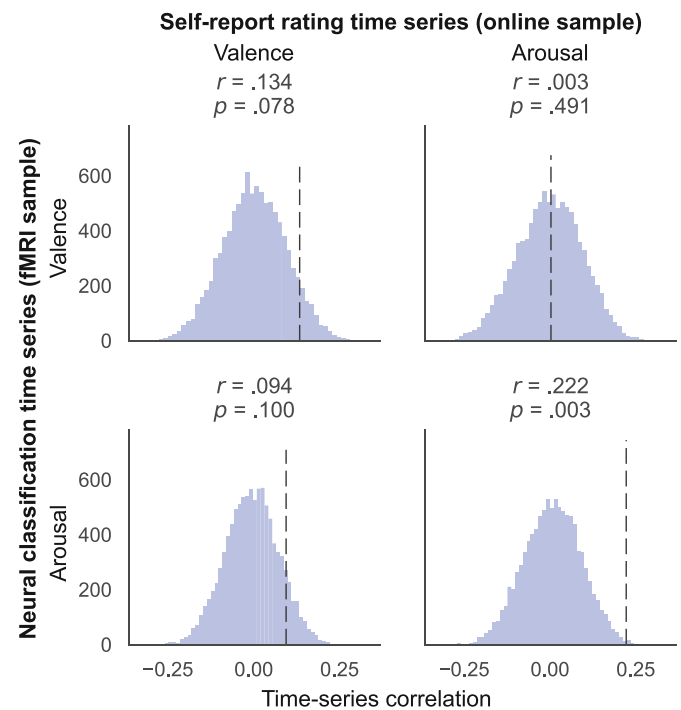 Self-report rating time series (online sample)
Valence
Arousal
r = .134
p = .078
r = .003
p = .491
Neural classification time series (fMRI sample)
Valence
600
400
200
0
r = .094
p = .100
r = .222
p = .003
Arousal
600
400
200
0
−0.25 0.00 0.25
−0.25 0.00 0.25
Time-series correlation